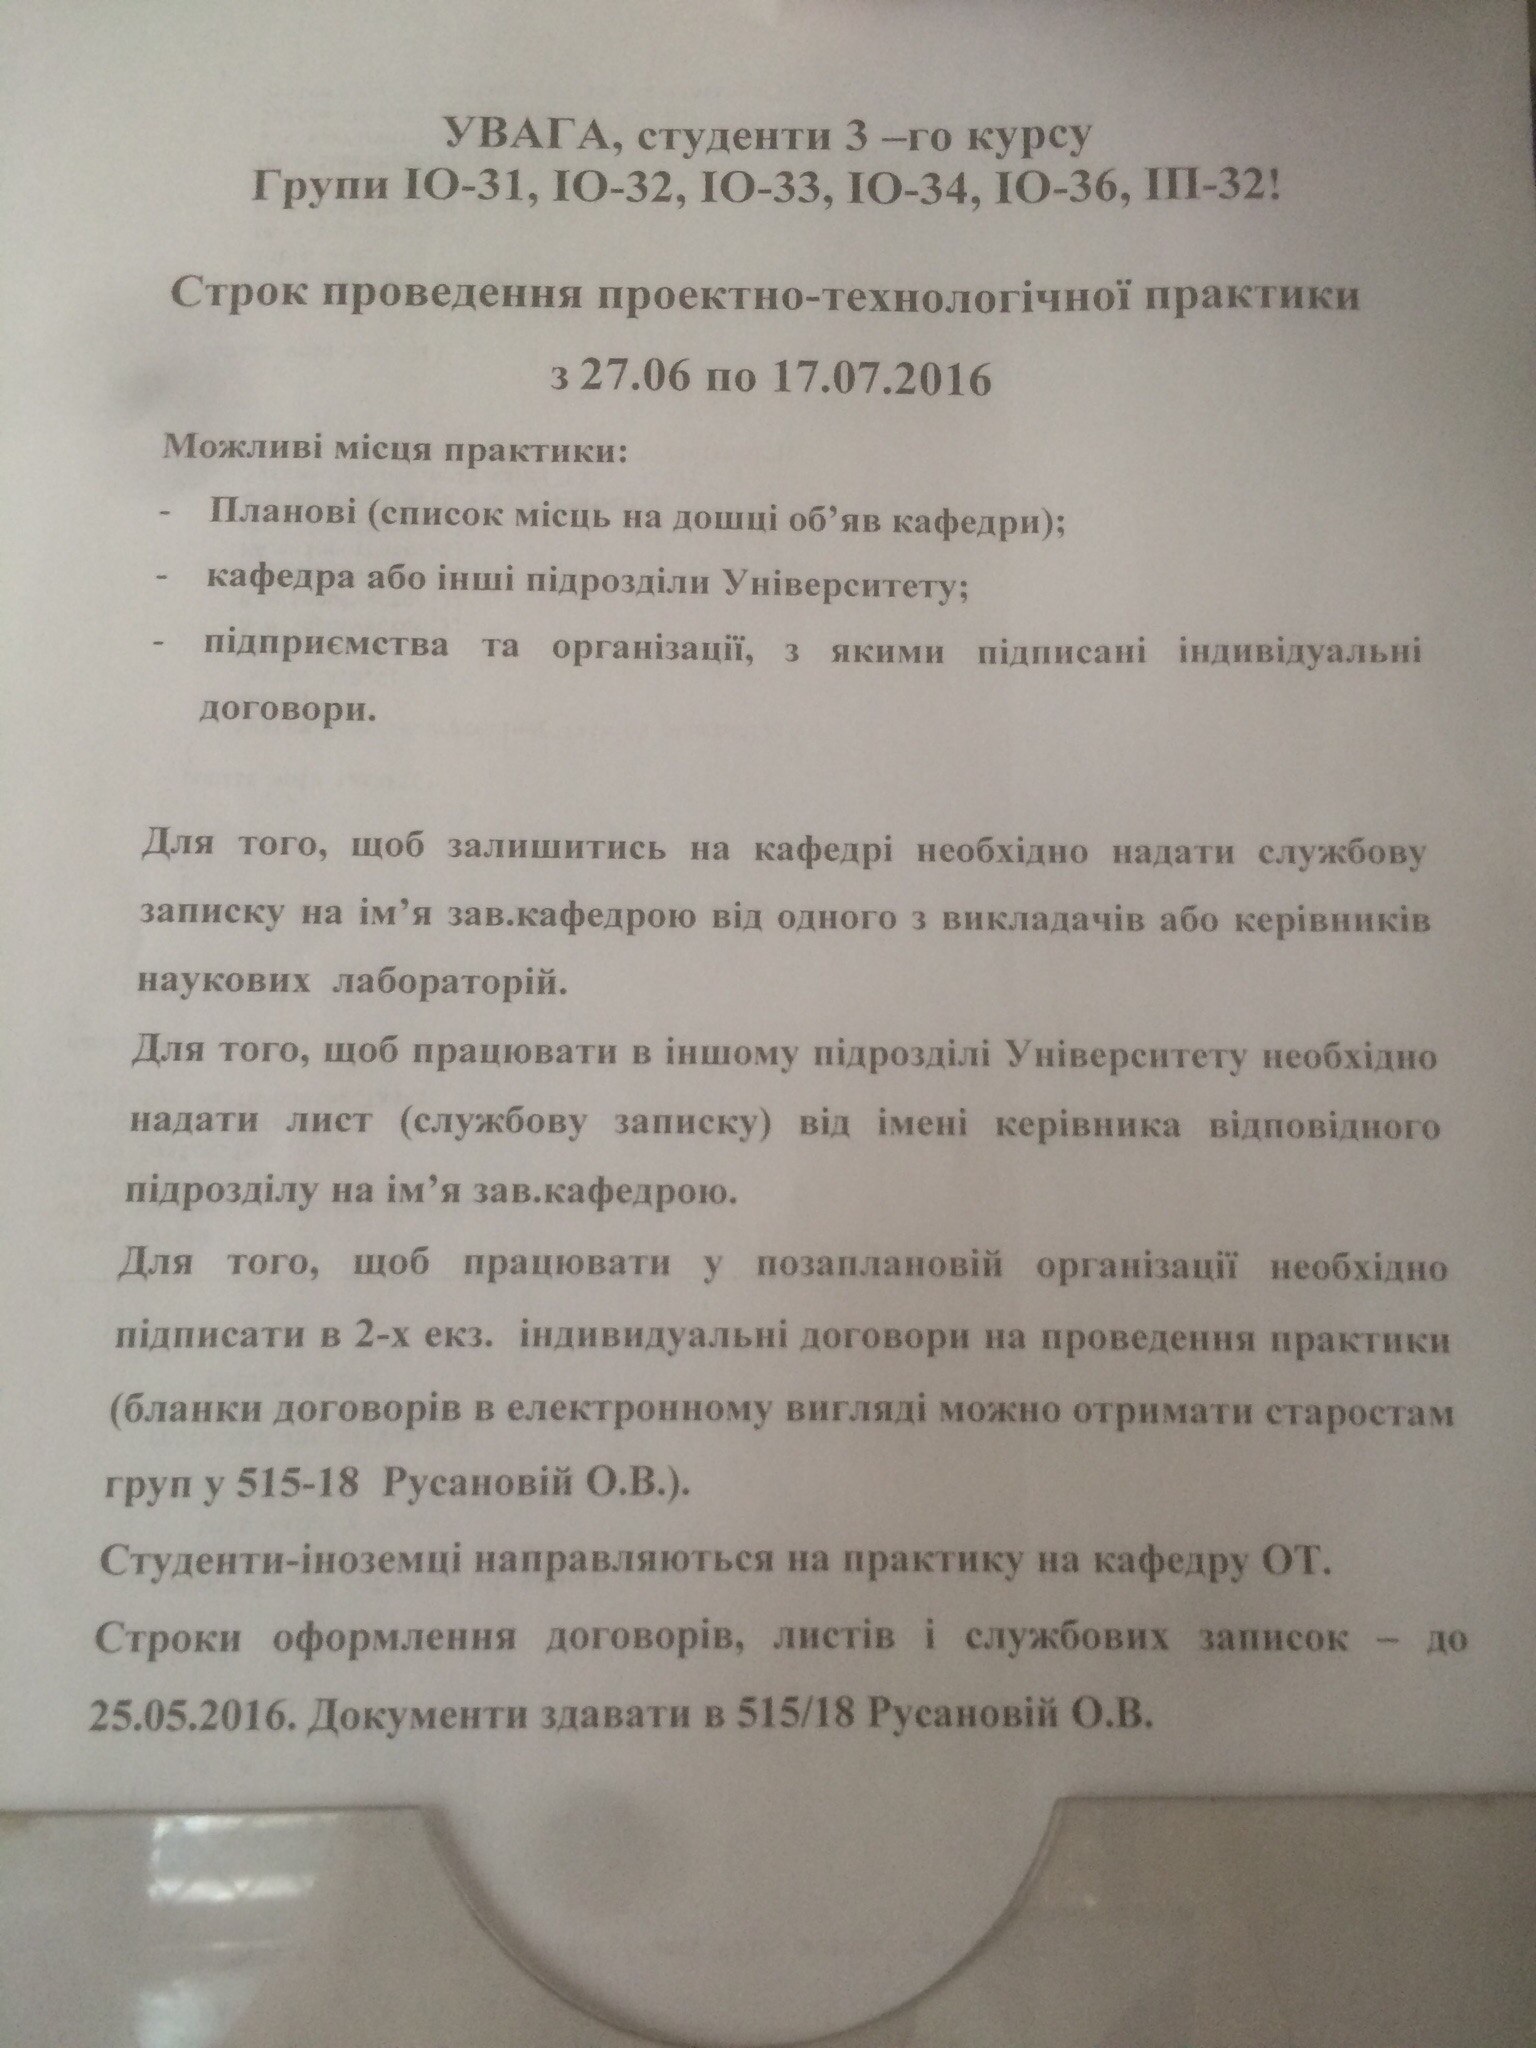 УВАГА, студенти 3 –го курсу
Групи ІО-31, ІО-32, ІО-33, ІО-34, ІО-36, ІП-32!
Строк проведення проектно-технологічної практики
з 27.06 по 17.07.2016
Можливі місця практики:
- Планові (список місць на дошці об’яв кафедри);
- кафедра або інші підрозділи Університету;
- підприємства та організації, з якими підписані індивідуальні
договори.
Для того, щоб залишитись на кафедрі необхідно надати службову
записку на ім’я зав.кафедрою від одного з викладачів або керівників
наукових лабораторій.
Для того, щоб працювати в іншому підрозділі Університету необхідно
надати лист (службову записку) від імені керівника відповідного
підрозділу на ім’я зав.кафедрою.
Для того, щоб працювати у позаплановій організації необхідно
підписати в 2-х екз. індивидуальні договори на проведення практики
(бланки договорів в електронному вигляді можно отримати старостам
груп у 515-18 Русановій О.В.).
Студенти-іноземці направляються на практику на кафедру ОТ.
Строки оформлення договорів, листів і службових записок – до
25.05.2016. Документи здавати в 515/18 Русановій О.В.